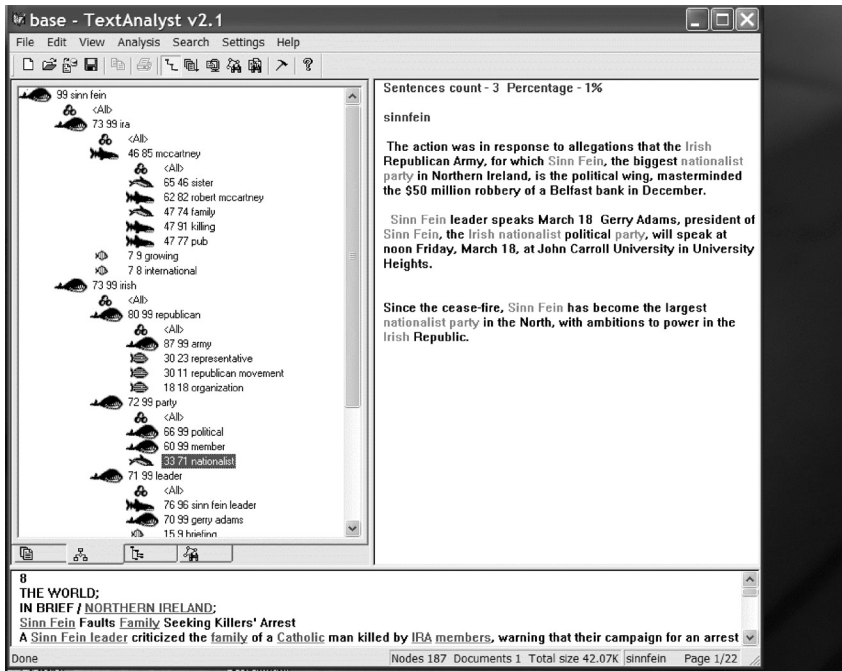 base - TextAnalyst v2.1
File Edit View Analysis Search Settings Help
99 sinn fein
<All>
73 99 ira
<All>
46 85 mccartney
<All>
65 46 sister
62 82 robert mccartney
47 74 family
47 91 killing
47 77 pub
7 9 growing
7 8 international
73 99 irish
<All>
80 99 republican
<All>
87 99 army
30 23 representative
30 11 republican movement
18 18 organization
72 99 party
<All>
66 99 political
60 99 member
33 71 nationalist
71 99 leader
<All>
76 96 sinn fein leader
70 99 gerry adams
15 9 briefing
Sentences count - 3 Percentage - 1%
sinnfein
The action was in response to allegations that the Irish
Republican Army, for which Sinn Fein, the biggest nationalist
party in Northern Ireland, is the political wing, masterminded
the $50 million robbery of a Belfast bank in December.
Sinn Fein leader speaks March 18 Gerry Adams, president of
Sinn Fein, the Irish nationalist political party, will speak at
noon Friday, March 18, at John Carroll University in University
Heights.
Since the cease-fire, Sinn Fein has become the largest
nationalist party in the North, with ambitions to power in the
Irish Republic.
8
THE WORLD;
IN BRIEF / NORTHERN IRELAND;
Sinn Fein Faults Family Seeking Killers' Arrest
A Sinn Fein leader criticized the family of a Catholic man killed by IRA members, warning that their campaign for an arrest
Done
Nodes 187 Documents 1 Total size 42.07K sinnfein Page 1/22